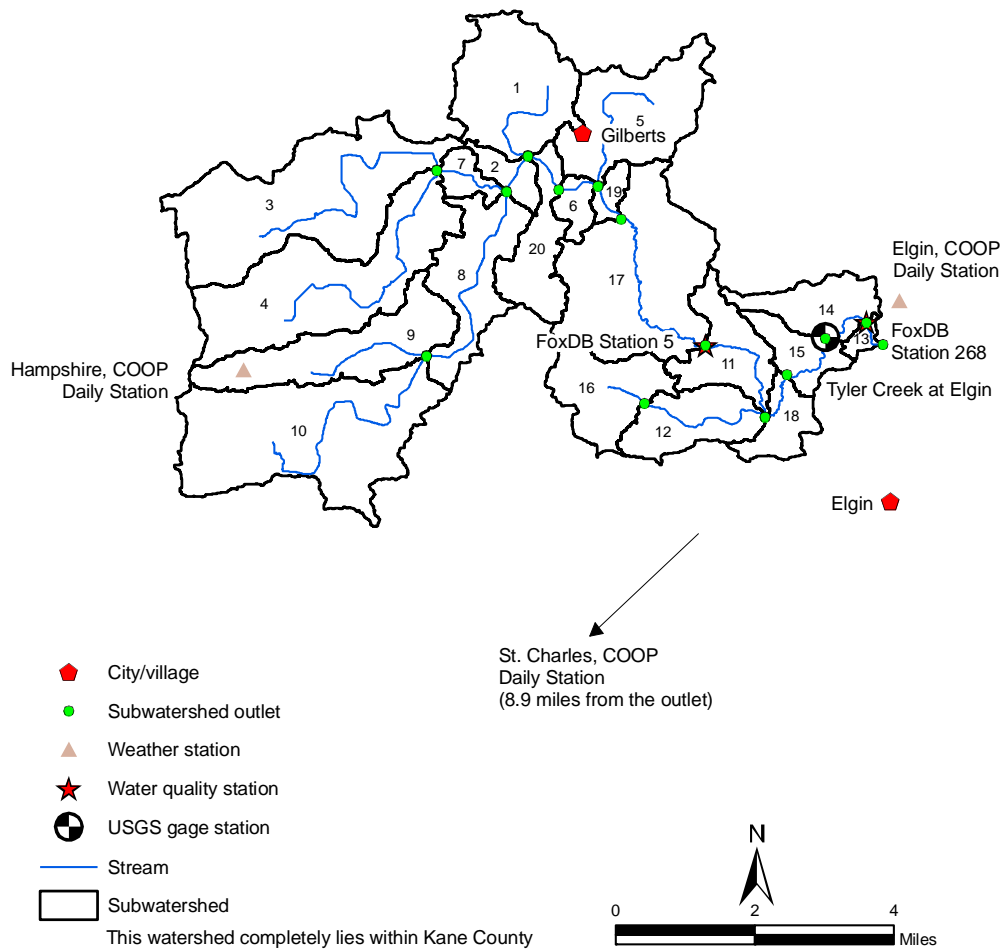 1
5
Gilberts
7
2
3
6
19
20
8
17
4
Elgin, COOP
Daily Station
14
9
FoxDB Station 5
13
FoxDB
Station 268
15
11
Hampshire, COOP
Daily Station
16
Tyler Creek at Elgin
18
12
10
Elgin
St. Charles, COOP
Daily Station
(8.9 miles from the outlet)
City/village
Subwatershed outlet
Weather station
Water quality station
USGS gage station
Stream
Subwatershed
This watershed completely lies within Kane County
N
0 2 4
Miles